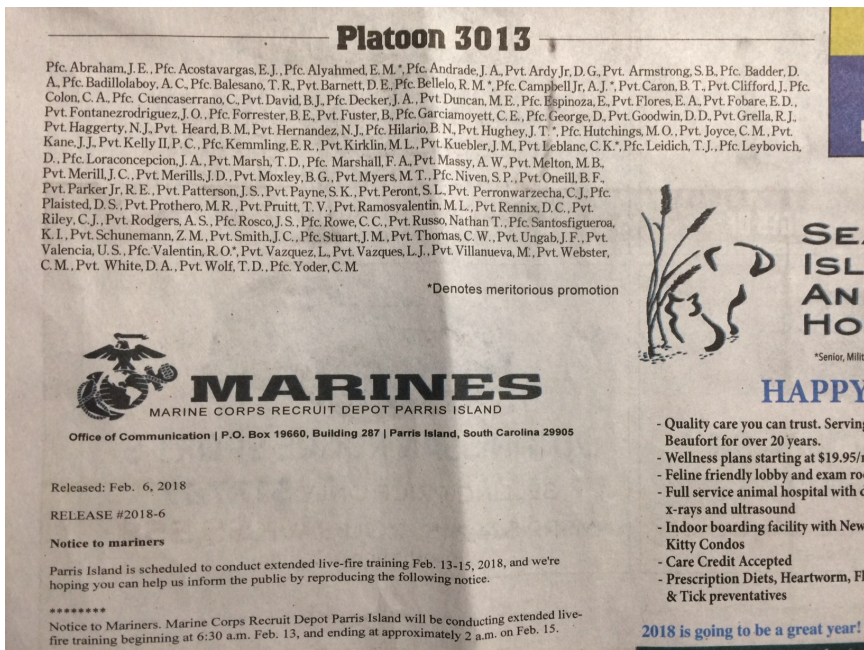 Platoon 3013
Pfc. Abraham, J. E., Pfc. Acostavargas, E.J., Pfc. Alyahmed, E. M. *, Pfc. Andrade, J. A., Pvt. Ardy Jr, D. G., Pvt. Armstrong, S. B., Pfc. Badder, D.
A., Pfc. Badillolaboy, A. C., Pfc. Balesano, T. R., Pvt. Barnett, D. E., Pfc. Bellelo, R. M. *, Pfc. Campbell Jr, A. J. *, Pvt. Caron, B. T., Pvt. Clifford, J., Pfc.
Colon, C. A., Pfc. Cuencaserrano, C., Pvt. David, B.J., Pfc. Decker, J. A., Pvt. Duncan, M. E., Pfc. Espinoza, E., Pvt. Flores, E. A., Pvt. Fobare, E. D.,
Pvt. Fontanezrodriguez, J. O., Pfc. Forrester, B. E., Pvt. Fuster, B., Pfc. Garciamoyett, C. E., Pfc. George, D., Pvt. Goodwin, D. D., Pvt. Grella, R. J.,
Pvt. Haggerty, N. J., Pvt. Heard, B. M., Pvt. Hernandez, N. J., Pfc. Hilario, B. N., Pvt. Hughey, J. T. *, Pfc. Hutchings, M. O., Pvt. Joyce, C. M., Pvt.
Kane, J. J., Pvt. Kelly II, P. C., Pfc. Kemmling, E. R., Pvt. Kirklin, M. L., Pvt. Kuebler, J. M., Pvt. Leblanc, C. K.*, Pfc. Leidich, T. J., Pfc. Leybovich,
D., Pfc. Loraconcepcion, J. A., Pvt. Marsh, T. D., Pfc. Marshall, F. A., Pvt. Massy, A. W., Pvt. Melton, M. B.,
Pvt. Merill, J. C., Pvt. Merills, J. D., Pvt. Moxley, B. G., Pvt. Myers, M. T., Pfc. Niven, S. P., Pvt. Oneill, B. F.,
Pvt. Parker Jr, R. E., Pvt. Patterson, J. S., Pvt. Payne, S. K., Pvt. Peront, S. L., Pvt. Perronwarzecha, C. J., Pfc.
Plaisted, D. S., Pvt. Prothero, M. R., Pvt. Pruitt, T. V., Pvt. Ramosvalentin, M. L., Pvt. Rennix, D. C., Pvt.
Riley, C. J., Pvt. Rodgers, A. S., Pfc. Rosco, J. S., Pfc. Rowe, C. C., Pvt. Russo, Nathan T., Pfc. Santosfigueroa,
K. I., Pvt. Schunemann, Z. M., Pvt. Smith, J. C., Pfc. Stuart, J. M., Pvt. Thomas, C. W., Pvt. Ungab, J. F., Pvt.
Valencia, U. S., Pfc. Valentin, R. O.*, Pvt. Vazquez, L., Pvt. Vazques, L. J., Pvt. Villanueva, M., Pvt. Webster,
C. M., Pvt. White, D. A., Pvt. Wolf, T. D., Pfc. Yoder, C. M.
*Denotes meritorious promotion
MARINES
MARINE CORPS RECRUIT DEPOT PARRIS ISLAND
Office of Communication | P.O. Box 19660, Building 287 | Parris Island, South Carolina 29905
Released: Feb. 6, 2018
RELEASE #2018-6
Notice to mariners
Parris Island is scheduled to conduct extended live-fire training Feb. 13-15, 2018, and we're
hoping you can help us inform the public by reproducing the following notice.
********
Notice to Mariners. Marine Corps Recruit Depot Parris Island will be conducting extended live-
fire training beginning at 6:30 a.m. Feb. 13, and ending at approximately 2 a.m. on Feb. 15.
SEA
ISL
AN
HO
*Senior, Milit
HAPPY
- Quality care you can trust. Serving
Beaufort for over 20 years.
- Wellness plans starting at $19.95/
- Feline friendly lobby and exam ro
- Full service animal hospital with
x-rays and ultrasound
- Indoor boarding facility with New
Kitty Condos
- Care Credit Accepted
- Prescription Diets, Heartworm, Fl
& Tick preventatives
2018 is going to be a great year!